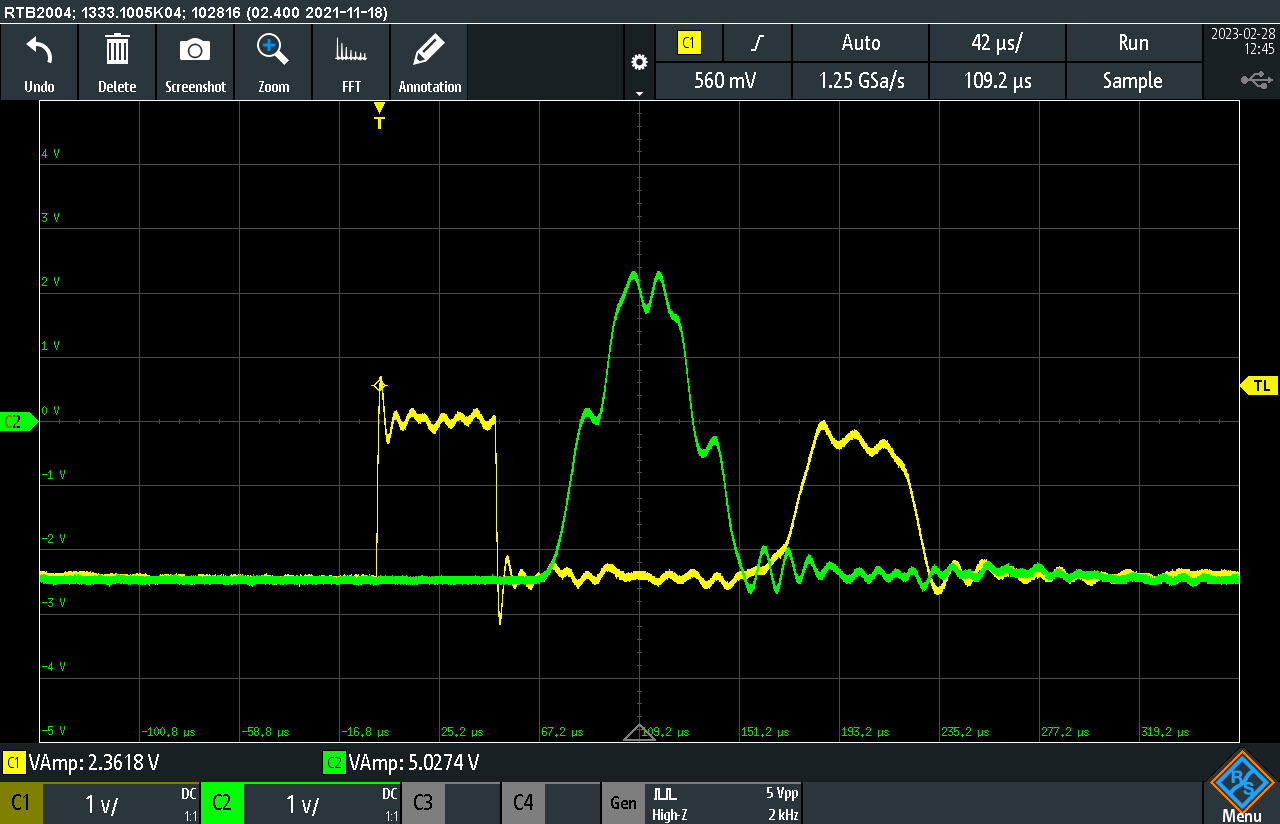 RTB2004; 1333.1005K04; 102816 (02.400 2021-11-18)
Undo
Delete
Screenshot
Zoom
FFT
Annotation
C1
Auto
42 µs/
Run
560 mV
1.25 GSa/s
109.2 µs
Sample
2023-02-28
12:45
T
4 V
3 V
2 V
1 V
0 V
-1 V
-2 V
-3 V
-4 V
-5 V
C2
TL
-100.8 µs
-58.8 µs
-16.8 µs
25.2 µs
67.2 µs
109.2 µs
151.2 µs
193.2 µs
235.2 µs
277.2 µs
319.2 µs
C1 VAmp: 2.3618 V
C2 VAmp: 5.0274 V
C1
1 V/
DC
1:1
C2
1 V/
DC
1:1
C3
C4
Gen
5 Vpp
High-Z
2 kHz
R&S
Menu